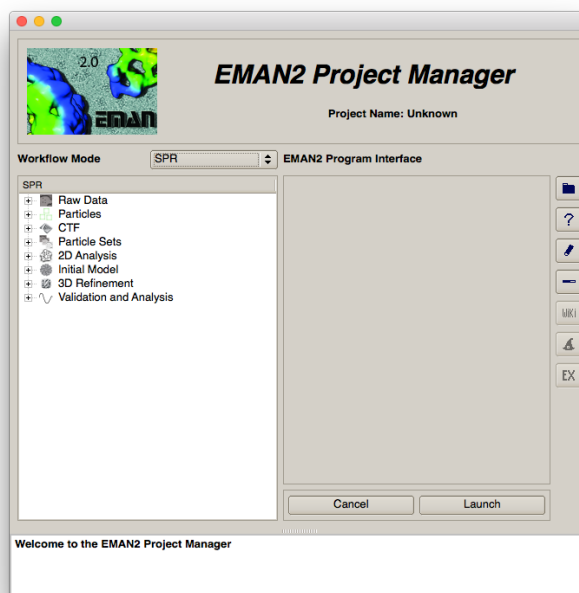 2.0
EMAN
EMAN2 Project Manager
Project Name: Unknown
Workflow Mode
SPR
EMAN2 Program Interface
SPR
Raw Data
Particles
CTF
Particle Sets
2D Analysis
Initial Model
3D Refinement
Validation and Analysis
?
WIKI
EX
Cancel
Launch
Welcome to the EMAN2 Project Manager